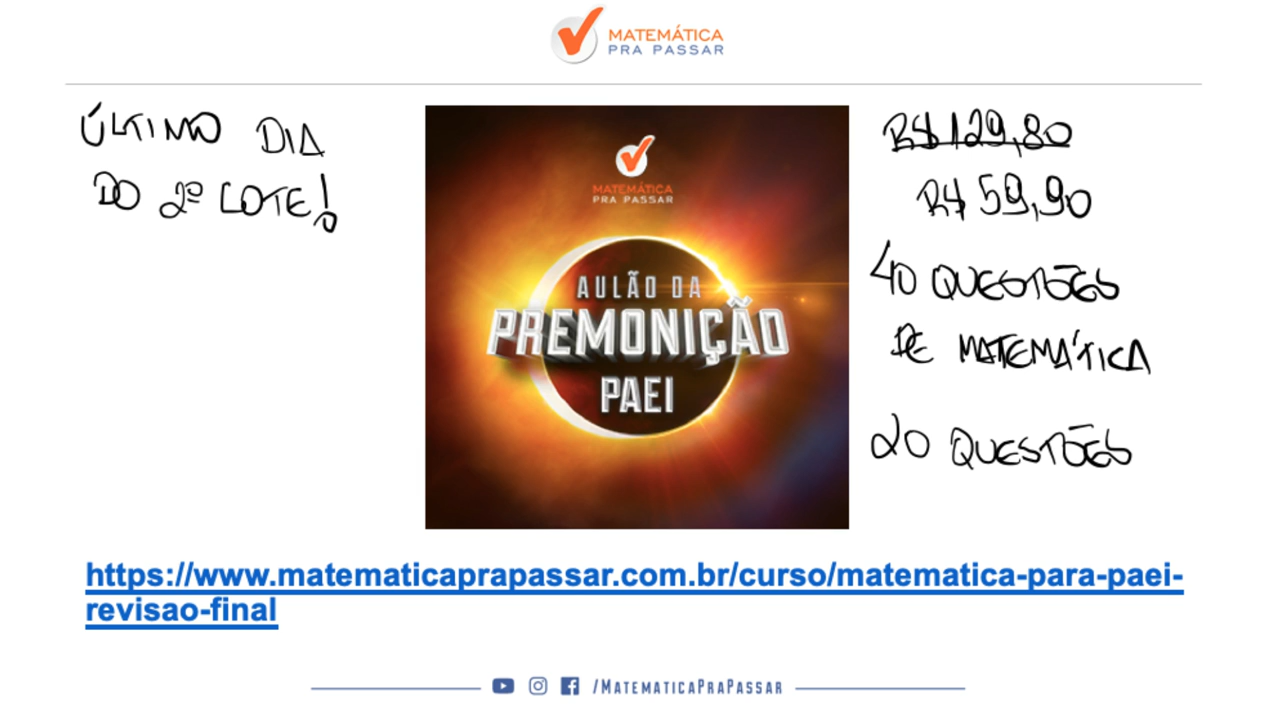 MATEMÁTICA
PRA PASSAR
ÚLTIMO DIA
DO 2º LOTE!
MATEMÁTICA
PRA PASSAR
AULÃO DA
PREMONIÇÃO
PAEI
R$ 129,80
R$ 59,90
40 QUESTÕES
DE MATEMÁTICA
20 QUESTÕES
https://www.matematicaprapassar.com.br/curso/matematica-para-paei-
revisao-final
/MATEMATICAPRAPASSAR